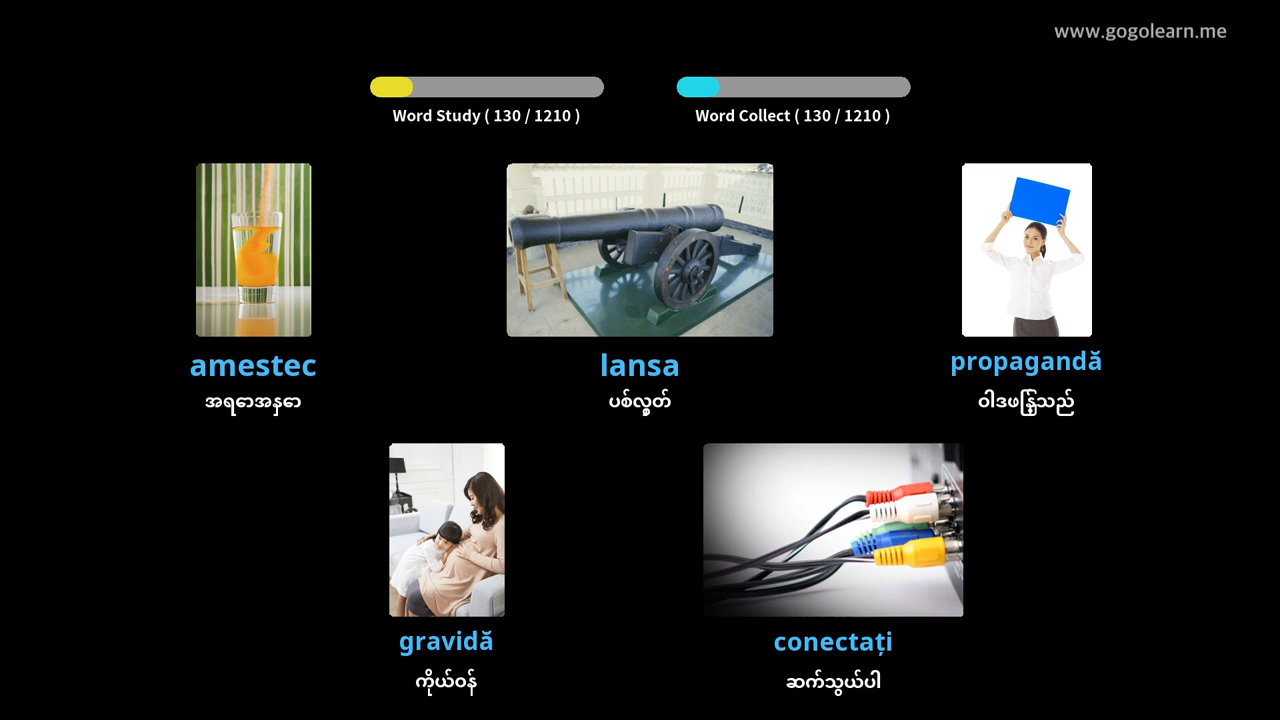 www.gogolearn.me
Word Study ( 130 / 1210 )
Word Collect ( 130 / 1210 )
amestec
lansa
propagandă
အရောအနှော
ပစ်လွှတ်
ဝါဒဖြန့်သည်
gravidă
conectați
ကိုယ်ဝန်
ဆက်သွယ်ပါ